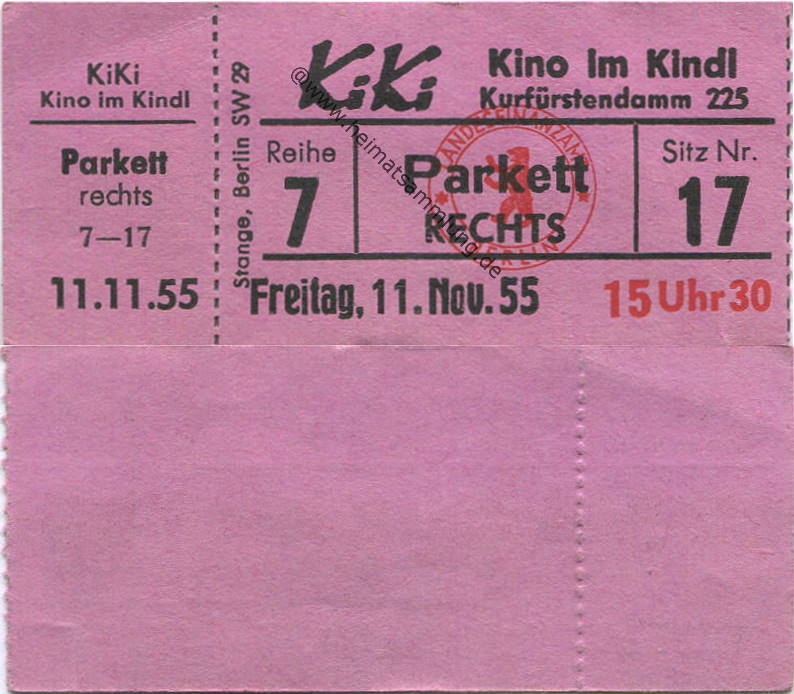 KiKi
Kino im Kindl
Parkett
rechts
7—17
11.11.55
Stange, Berlin SW 29
KiKi
Kino im Kindl
Kurfürstendamm 225
Reihe
7
Parkett
RECHTS
Sitz Nr.
17
Freitag, 11. Nov. 55
15 Uhr 30
LANDESFINANZAMT
BERLIN
@www.heimatsammlung.de